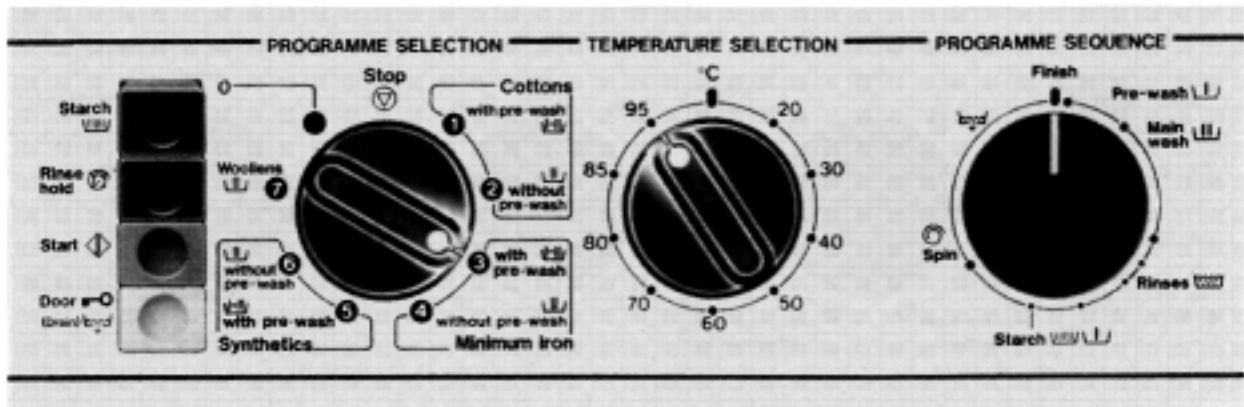 PROGRAMME SELECTION
TEMPERATURE SELECTION
PROGRAMME SEQUENCE
Starch
Rinse
hold
Start
Door
Stop
O
Cottons
1
with pre-wash
2
without
pre-wash
3
with
pre-wash
4
without pre-wash
Minimum iron
5
with pre-wash
6
without
pre-wash
Synthetics
7
Woollens
°C
20
30
40
50
60
70
80
85
95
Finish
Pre-wash
Main
wash
Rinses
Starch
Spin